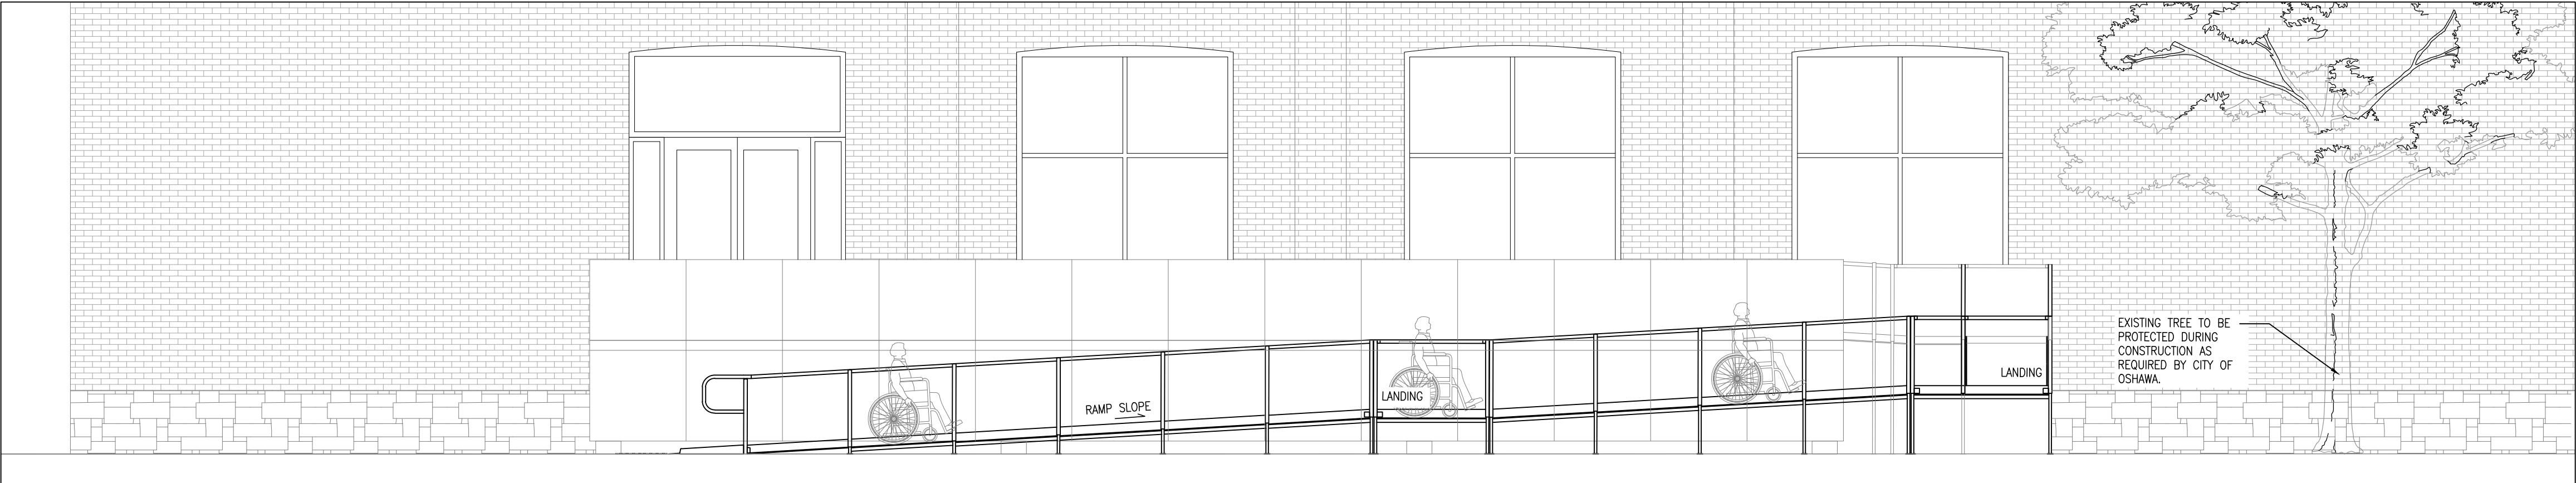 RAMP SLOPE
LANDING
LANDING
EXISTING TREE TO BE
PROTECTED DURING
CONSTRUCTION AS
REQUIRED BY CITY OF
OSHAWA.